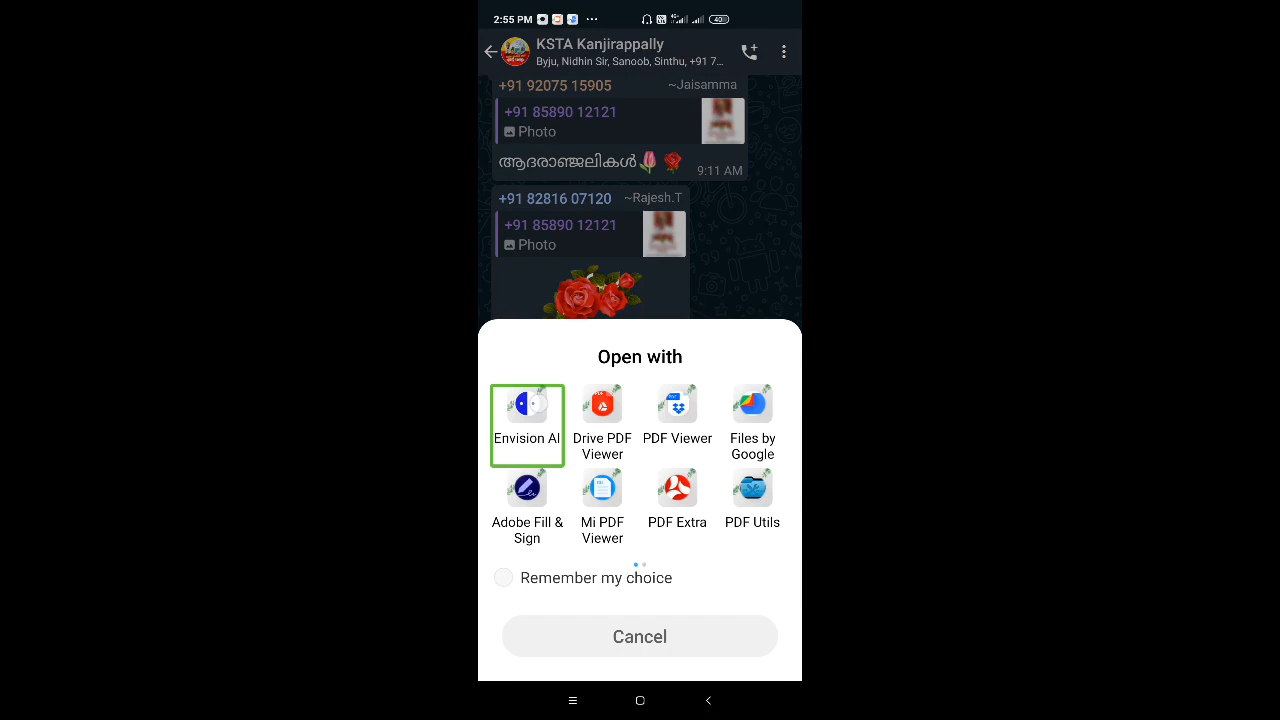 2:55 PM
4G
40
KSTA Kanjirappally
Byju, Nidhin Sir, Sanoob, Sinthu, +91 7...
+91 92075 15905 ~Jaisamma
+91 85890 12121
Photo
ആദരാഞ്ജലികൾ
9:11 AM
+91 82816 07120 ~Rajesh.T
+91 85890 12121
Photo
Open with
Envision AI
Drive PDF Viewer
PDF Viewer
Files by Google
Adobe Fill & Sign
Mi PDF Viewer
PDF Extra
PDF Utils
Remember my choice
Cancel